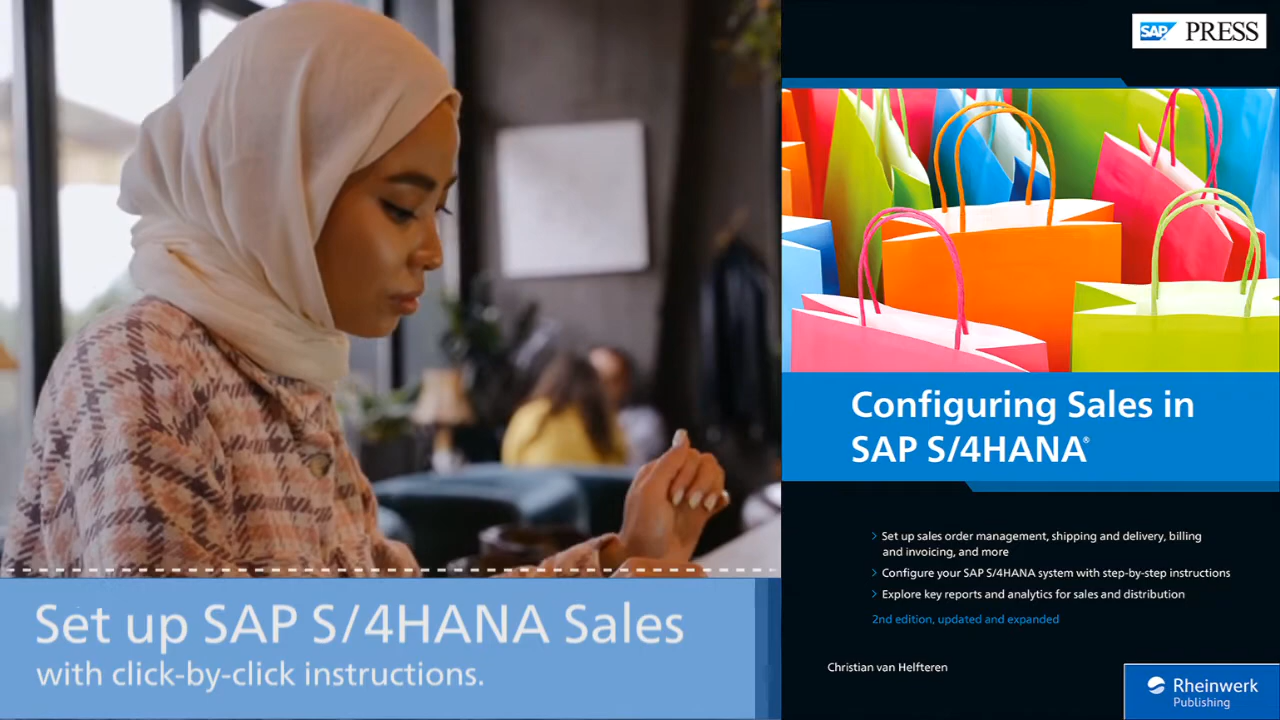 Set up SAP S/4HANA Sales
with click-by-click instructions.
SAP PRESS
Configuring Sales in
SAP S/4HANA®
> Set up sales order management, shipping and delivery, billing
and invoicing, and more
> Configure your SAP S/4HANA system with step-by-step instructions
> Explore key reports and analytics for sales and distribution
2nd edition, updated and expanded
Christian van Helfteren
Rheinwerk
Publishing